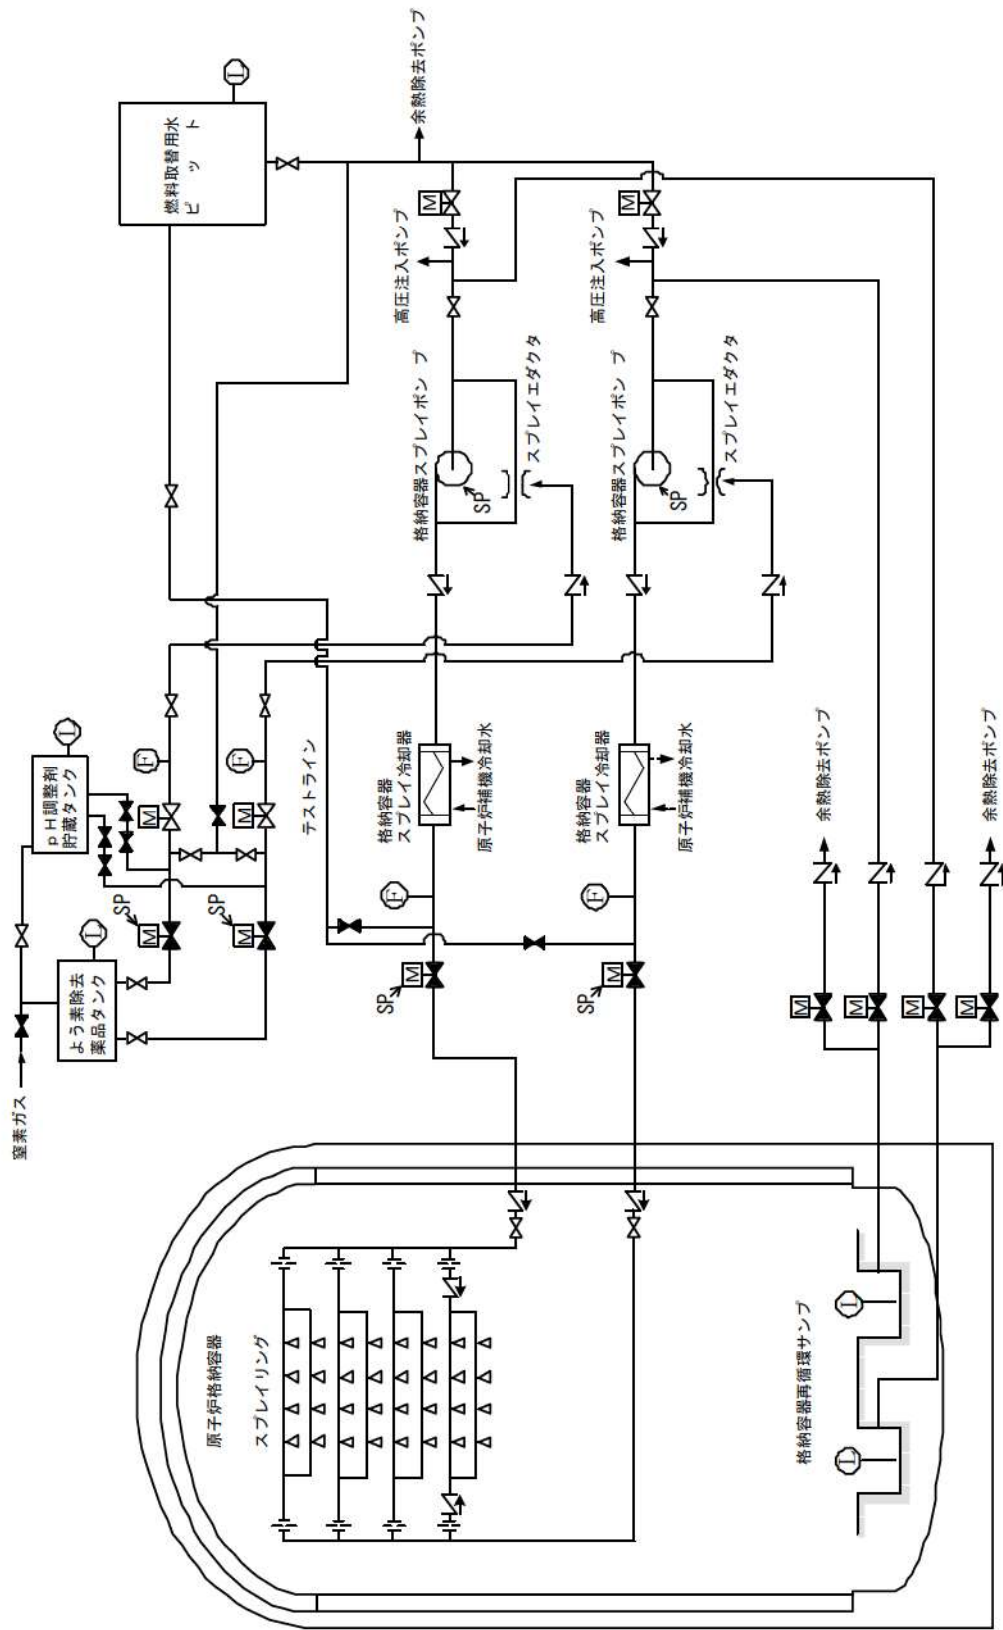 燃料取替用水
ピット
L
余熱除去ポンプ
M
高圧注入ポンプ
M
高圧注入ポンプ
格納容器スプレイポンプ
SP
スプレイエダクタ
格納容器スプレイポンプ
SP
スプレイエダクタ
L
pH調整剤
貯蔵タンク
F
M
F
M
SP
M
SP
M
L
よう素除去
薬品タンク
窒素ガス
テストライン
格納容器
スプレイ冷却器
原子炉補機冷却水
格納容器
スプレイ冷却器
原子炉補機冷却水
F
F
SP
M
SP
M
余熱除去ポンプ
余熱除去ポンプ
M
M
M
M
原子炉格納容器
スプレイリング
格納容器再循環サンプ
L
L